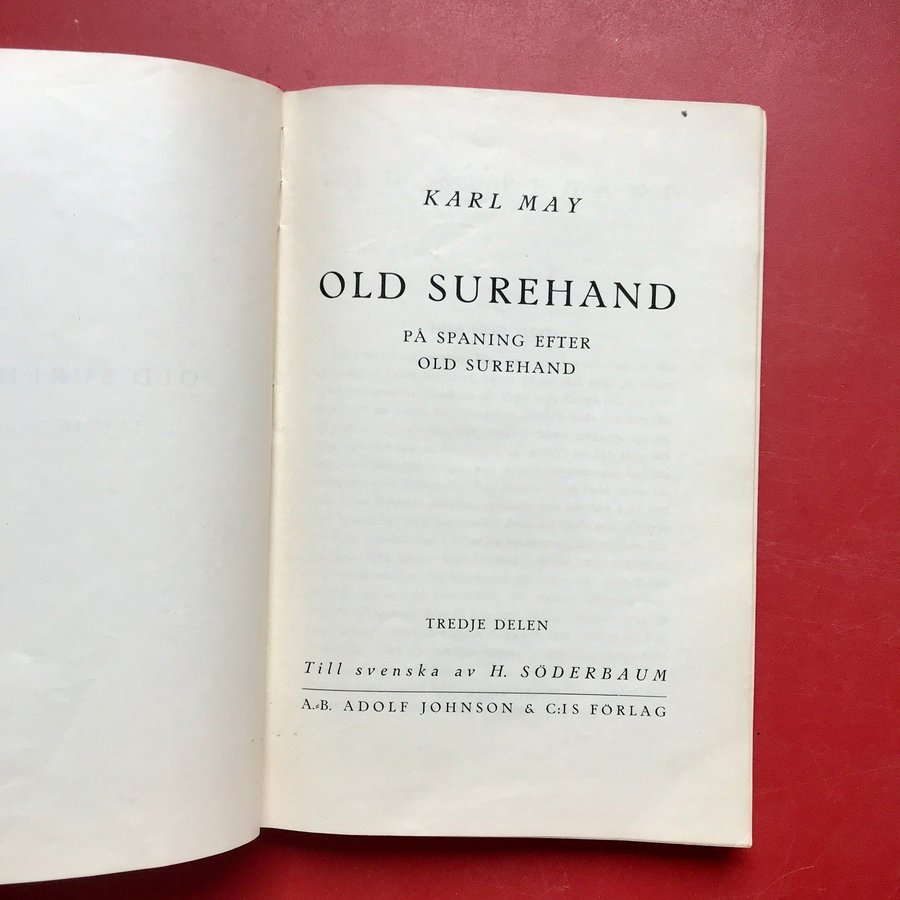 KARL MAY
OLD SUREHAND
PÅ SPANING EFTER
OLD SUREHAND
TREDJE DELEN
Till svenska av H. SÖDERBAUM
A.-B. ADOLF JOHNSON & C:IS FÖRLAG